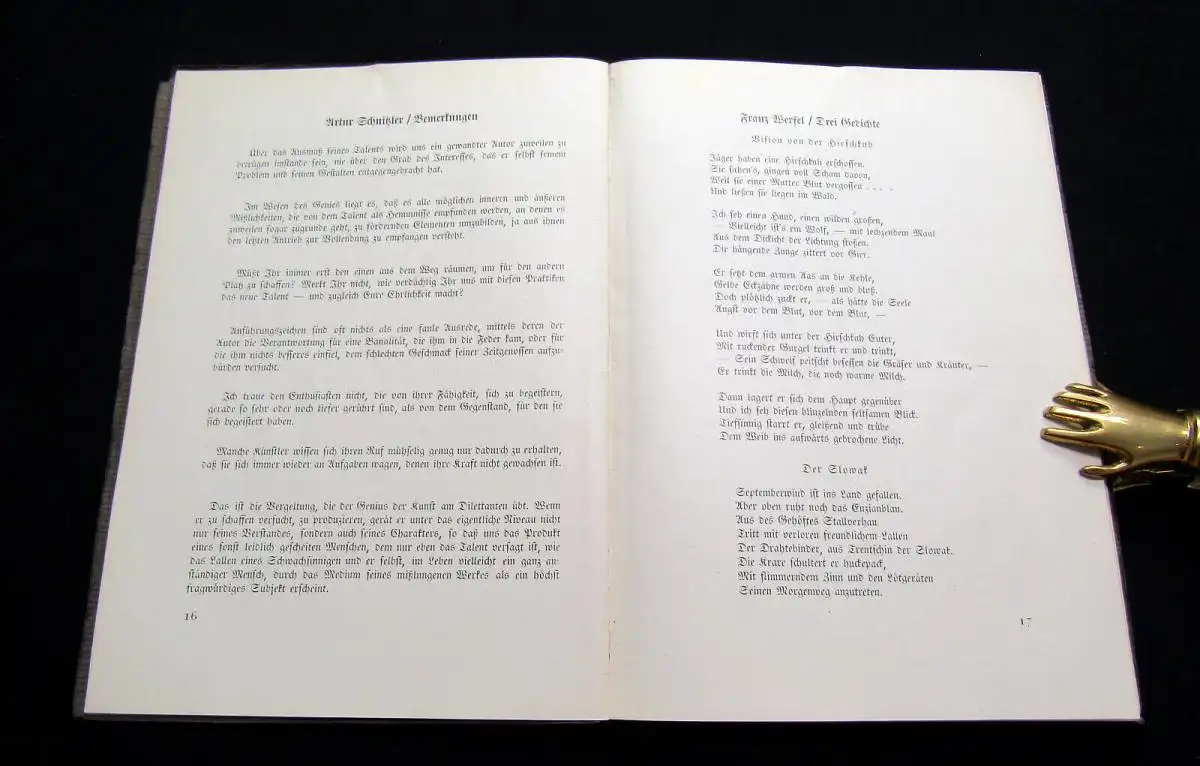 Artur Schnitzler / Bemerkungen
Über das Ausmaß seines Talents wird uns ein gewandter Autor zuweilen zu
betrügen imstande sein, nie über den Grad des Interesses, das er selbst seinem
Problem und seinen Gestalten entgegengebracht hat.
Im Wesen des Genies liegt es, daß es alle möglichen inneren und äußeren
Mißlichkeiten, die von dem Talent als Hemmnisse empfunden werden, an denen es
zuweilen sogar zugrunde geht, zu fördernden Elementen umzubilden, ja aus ihnen
den letzten Antrieb zur Vollendung zu empfangen versteht.
Müßt Ihr immer erst den einen aus dem Weg räumen, um für den andern
Platz zu schaffen? Merkt Ihr nicht, wie verdächtig Ihr uns mit diesen Praktiken
das neue Talent — und zugleich Eure Ehrlichkeit macht?
Anführungszeichen sind oft nichts als eine faule Ausrede, mittels deren der
Autor die Verantwortung für eine Banalität, die ihm in die Feder kam, oder für
die ihm nichts besseres einfiel, dem schlechten Geschmack seiner Zeitgenossen aufzu-
bürden versucht.
Ich traue den Enthusiasten nicht, die von ihrer Fähigkeit, sich zu begeistern,
gerade so sehr oder noch tiefer gerührt sind, als von dem Gegenstand, für den sie
sich begeistert haben.
Manche Künstler wissen sich ihren Ruf mühselig genug nur dadurch zu erhalten,
daß sie sich immer wieder an Aufgaben wagen, denen ihre Kraft nicht gewachsen ist.
Das ist die Vergeltung, die der Genius der Kunst am Dilettanten übt. Wenn
er zu schaffen versucht, zu produzieren, gerät er unter das eigentliche Niveau nicht
nur seines Verstandes, sondern auch seines Charakters, so daß uns das Produkt
eines sonst leidlich gescheiten Menschen, dem nur eben das Talent versagt ist, wie
das Lallen eines Schwachsinnigen und er selbst, im Leben vielleicht ein ganz an-
ständiger Mensch, durch das Medium seines mißlungenen Werkes als ein höchst
fragwürdiges Subjekt erscheint.
16
Franz Werfel / Drei Gedichte
Vision von der Hirschkuh
Jäger haben eine Hirschkuh erschossen.
Sie sahen's, gingen voll Scham davon,
Weil sie einer Mutter Blut vergossen . . . .
Und ließen sie liegen im Wald.
Ich seh einen Hund, einen wilden großen,
— Vielleicht ist's ein Wolf, — mit lechzendem Maul
Aus dem Dickicht der Lichtung stoßen.
Die hängende Zunge zittert vor Gier.
Er setzt dem armen Aas an die Kehle,
Gelbe Eckzähne werden groß und bloß.
Doch plötzlich zuckt er, — als hätte die Seele
Angst vor dem Blut, vor dem Blut, —
Und wirft sich unter der Hirschkuh Euter,
Mit ruckender Gurgel trinkt er und trinkt,
— Sein Schweif peitscht besessen die Gräser und Kräuter, —
Er trinkt die Milch, die noch warme Milch.
Dann lagert er sich dem Haupt gegenüber
Und ich seh diesen blinzelnden seltsamen Blick.
Tiefsinnig starrt er, gleißend und trübe
Dem Weib ins aufwärts gebrochene Licht.
Der Slowak
Septemberwind ist ins Land gefallen.
Aber oben ruht noch das Enzianblau.
Aus des Gehöftes Stallverhau
Tritt mit verloren freundlichem Lallen
Der Drahtebinder, aus Trentschin der Slowak.
Die Kraxe schultert er huckepack,
Mit flimmerndem Zinn und den Lötgeräten
Seinen Morgenweg anzutreten.
17